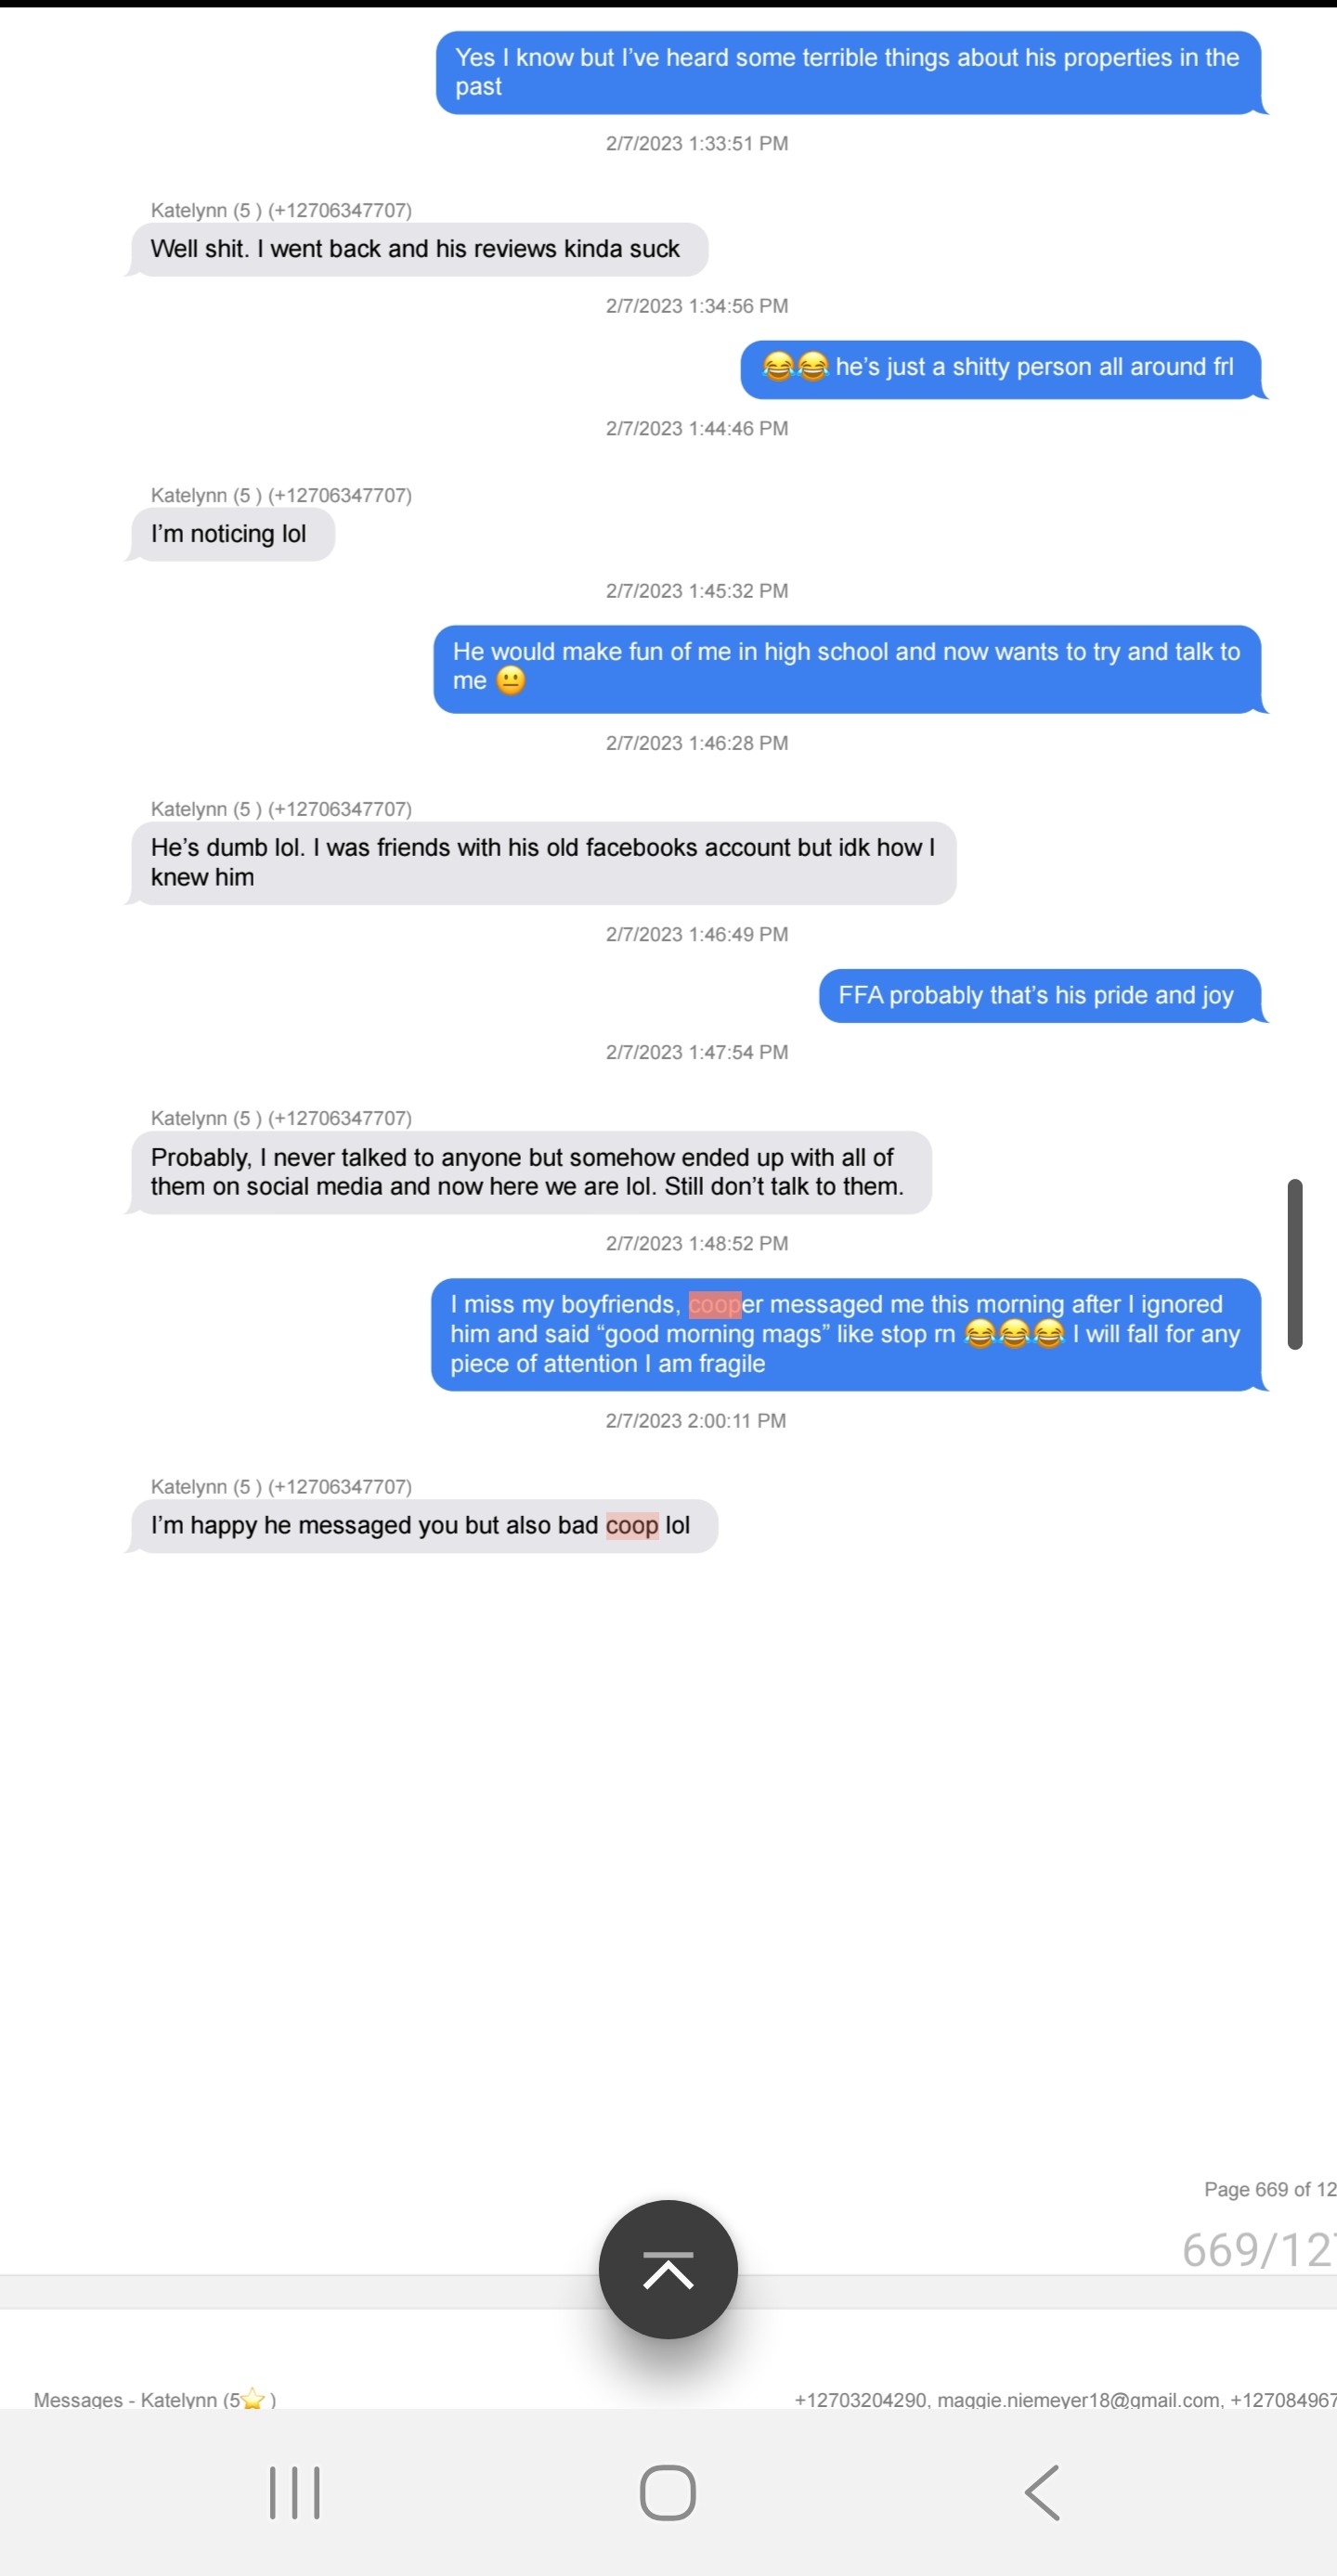 Yes I know but I’ve heard some terrible things about his properties in the
past
2/7/2023 1:33:51 PM
Katelynn (5 ) (+12706347707)
Well shit. I went back and his reviews kinda suck
2/7/2023 1:34:56 PM
😂😂 he’s just a shitty person all around frl
2/7/2023 1:44:46 PM
Katelynn (5 ) (+12706347707)
I’m noticing lol
2/7/2023 1:45:32 PM
He would make fun of me in high school and now wants to try and talk to
me 😐
2/7/2023 1:46:28 PM
Katelynn (5 ) (+12706347707)
He’s dumb lol. I was friends with his old facebooks account but idk how I
knew him
2/7/2023 1:46:49 PM
FFA probably that’s his pride and joy
2/7/2023 1:47:54 PM
Katelynn (5 ) (+12706347707)
Probably, I never talked to anyone but somehow ended up with all of
them on social media and now here we are lol. Still don’t talk to them.
2/7/2023 1:48:52 PM
I miss my boyfriends, cooper messaged me this morning after I ignored
him and said “good morning mags” like stop rn 😂😂😂 I will fall for any
piece of attention I am fragile
2/7/2023 2:00:11 PM
Katelynn (5 ) (+12706347707)
I’m happy he messaged you but also bad coop lol
Page 669 of 12
669/12
Messages - Katelynn (5⭐ )
+12703204290, maggie.niemeyer18@gmail.com, +127084967